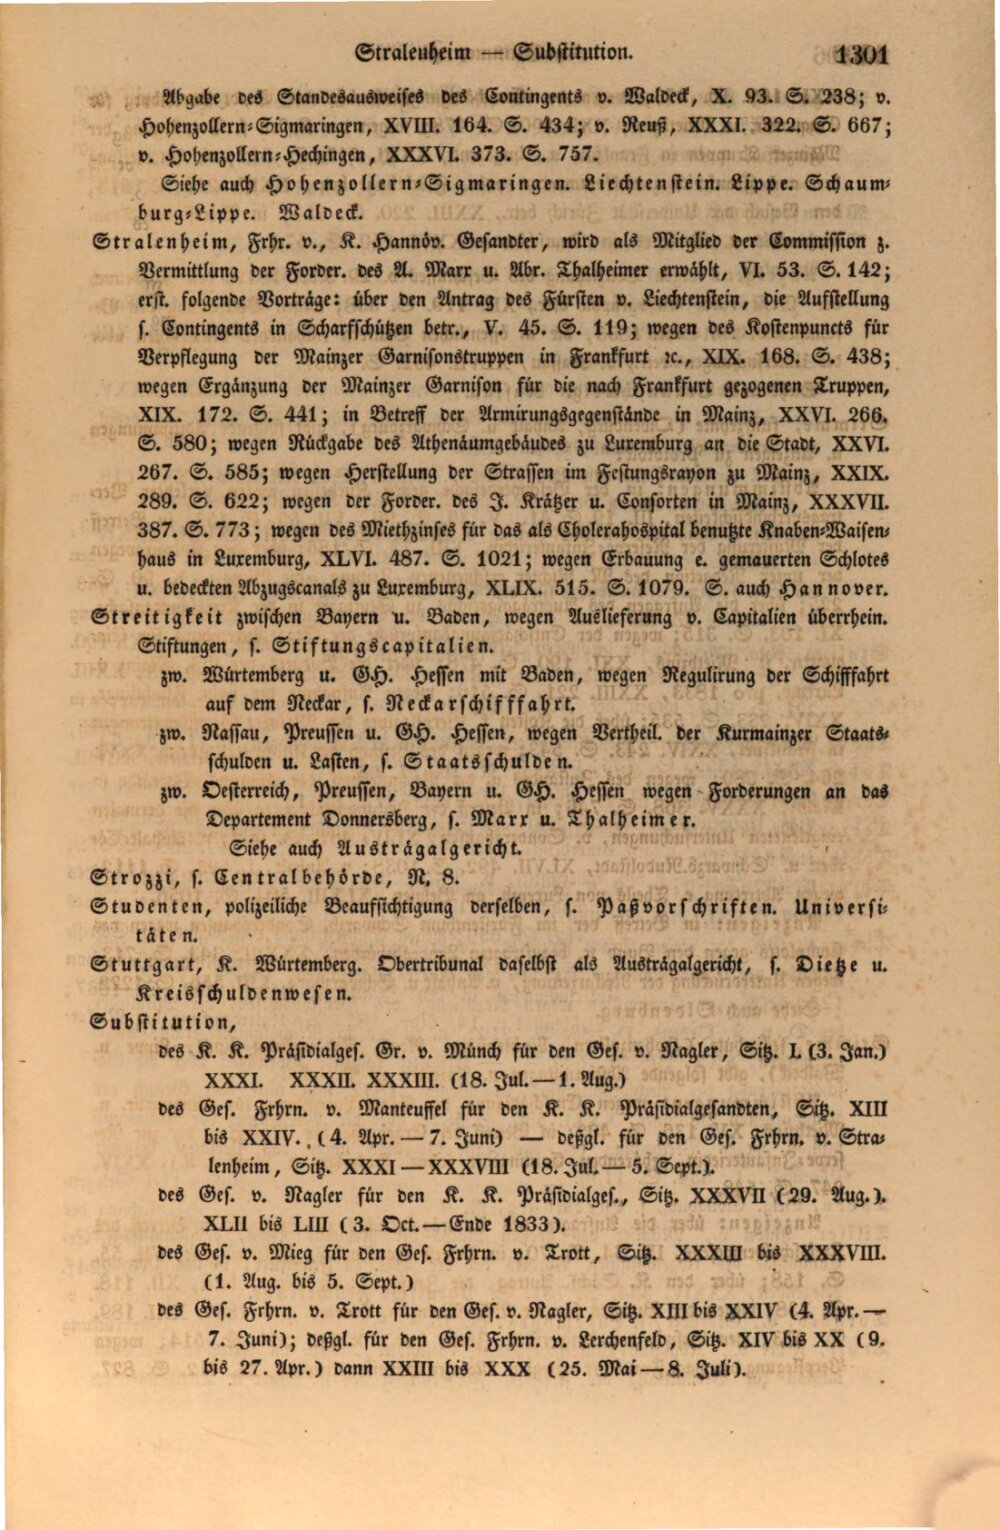 Stralenheim — Substitution. 1301
Abgabe des Standesausweises des Contingents v. Waldeck, X. 93. S. 238; v.
Hohenzollern-Sigmaringen, XVIII. 164. S. 434; v. Reuß, XXXI. 322. S. 667;
v. Hohenzollern-Hechingen, XXXVI. 373. S. 757.
Siehe auch Hohenzollern-Sigmaringen. Liechtenstein. Lippe. Schaum-
burg-Lippe. Waldeck.
Stralenheim, Frhr. v., K. Hannöv. Gesandter, wird als Mitglied der Commission z.
Vermittlung der Forder. des A. Marx u. Abr. Thalheimer erwählt, VI. 53. S. 142;
erst. folgende Vorträge: über den Antrag des Fürsten v. Liechtenstein, die Aufstellung
s. Contingents in Scharfschützen betr., V. 45. S. 119; wegen des Kostenpuncts für
Verpflegung der Mainzer Garnisonstruppen in Frankfurt ꝛc., XIX. 168. S. 438;
wegen Ergänzung der Mainzer Garnison für die nach Frankfurt gezogenen Truppen,
XIX. 172. S. 441; in Betreff der Armirungsgegenstände in Mainz, XXVI. 266.
S. 580; wegen Rückgabe des Athenäumgebäudes zu Luxemburg an die Stadt, XXVI.
267. S. 585; wegen Herstellung der Strassen im Festungsrayon zu Mainz, XXIX.
289. S. 622; wegen der Forder. des J. Krätzer u. Consorten in Mainz, XXXVII.
387. S. 773; wegen des Miethzinses für das als Cholerahospital benutzte Knaben-Waisen-
haus in Luxemburg, XLVI. 487. S. 1021; wegen Erbauung e. gemauerten Schlotes
u. bedeckten Abzugscanals zu Luxemburg, XLIX. 515. S. 1079. S. auch Hannover.
Streitigkeit zwischen Bayern u. Baden, wegen Auslieferung v. Capitalien überrhein.
Stiftungen, s. Stiftungscapitalien.
zw. Würtemberg u. GH. Hessen mit Baden, wegen Regulirung der Schifffahrt
auf dem Neckar, s. Neckarschifffahrt.
zw. Nassau, Preussen u. GH. Hessen, wegen Vertheil. der Kurmainzer Staats-
schulden u. Lasten, s. Staatsschulden.
zw. Oesterreich, Preussen, Bayern u. GH. Hessen wegen Forderungen an das
Departement Donnersberg, s. Marx u. Thalheimer.
Siehe auch Austrägalgericht.
Strozzi, s. Centralbehörde, N. 8.
Studenten, polizeiliche Beaufsichtigung derselben, s. Paßvorschriften. Universi-
täten.
Stuttgart, K. Würtemberg. Obertribunal daselbst als Austrägalgericht, s. Dietze u.
Kreisschuldenwesen.
Substitution,
des K. K. Präsidialges. Gr. v. Münch für den Ges. v. Nagler, Sitz. I. (3. Jan.)
XXXI. XXXII. XXXIII. (18. Jul.—1. Aug.)
des Ges. Frhrn. v. Manteuffel für den K. K. Präsidialgesandten, Sitz. XIII
bis XXIV. (4. Apr. — 7. Juni) — deßgl. für den Ges. Frhrn. v. Stra-
lenheim, Sitz. XXXI—XXXVIII (18. Jul.— 5. Sept.).
des Ges. v. Nagler für den K. K. Präsidialges., Sitz. XXXVII (29. Aug.).
XLII bis LIII (3. Oct.—Ende 1833).
des Ges. v. Mieg für den Ges. Frhrn. v. Trott, Sitz. XXXIII bis XXXVIII.
(1. Aug. bis 5. Sept.)
des Ges. Frhrn. v. Trott für den Ges. v. Nagler, Sitz. XIII bis XXIV (4. Apr.—
7. Juni); deßgl. für den Ges. Frhrn. v. Lerchenfeld, Sitz. XIV bis XX (9.
bis 27. Apr.) dann XXIII bis XXX (25. Mai—8. Juli).